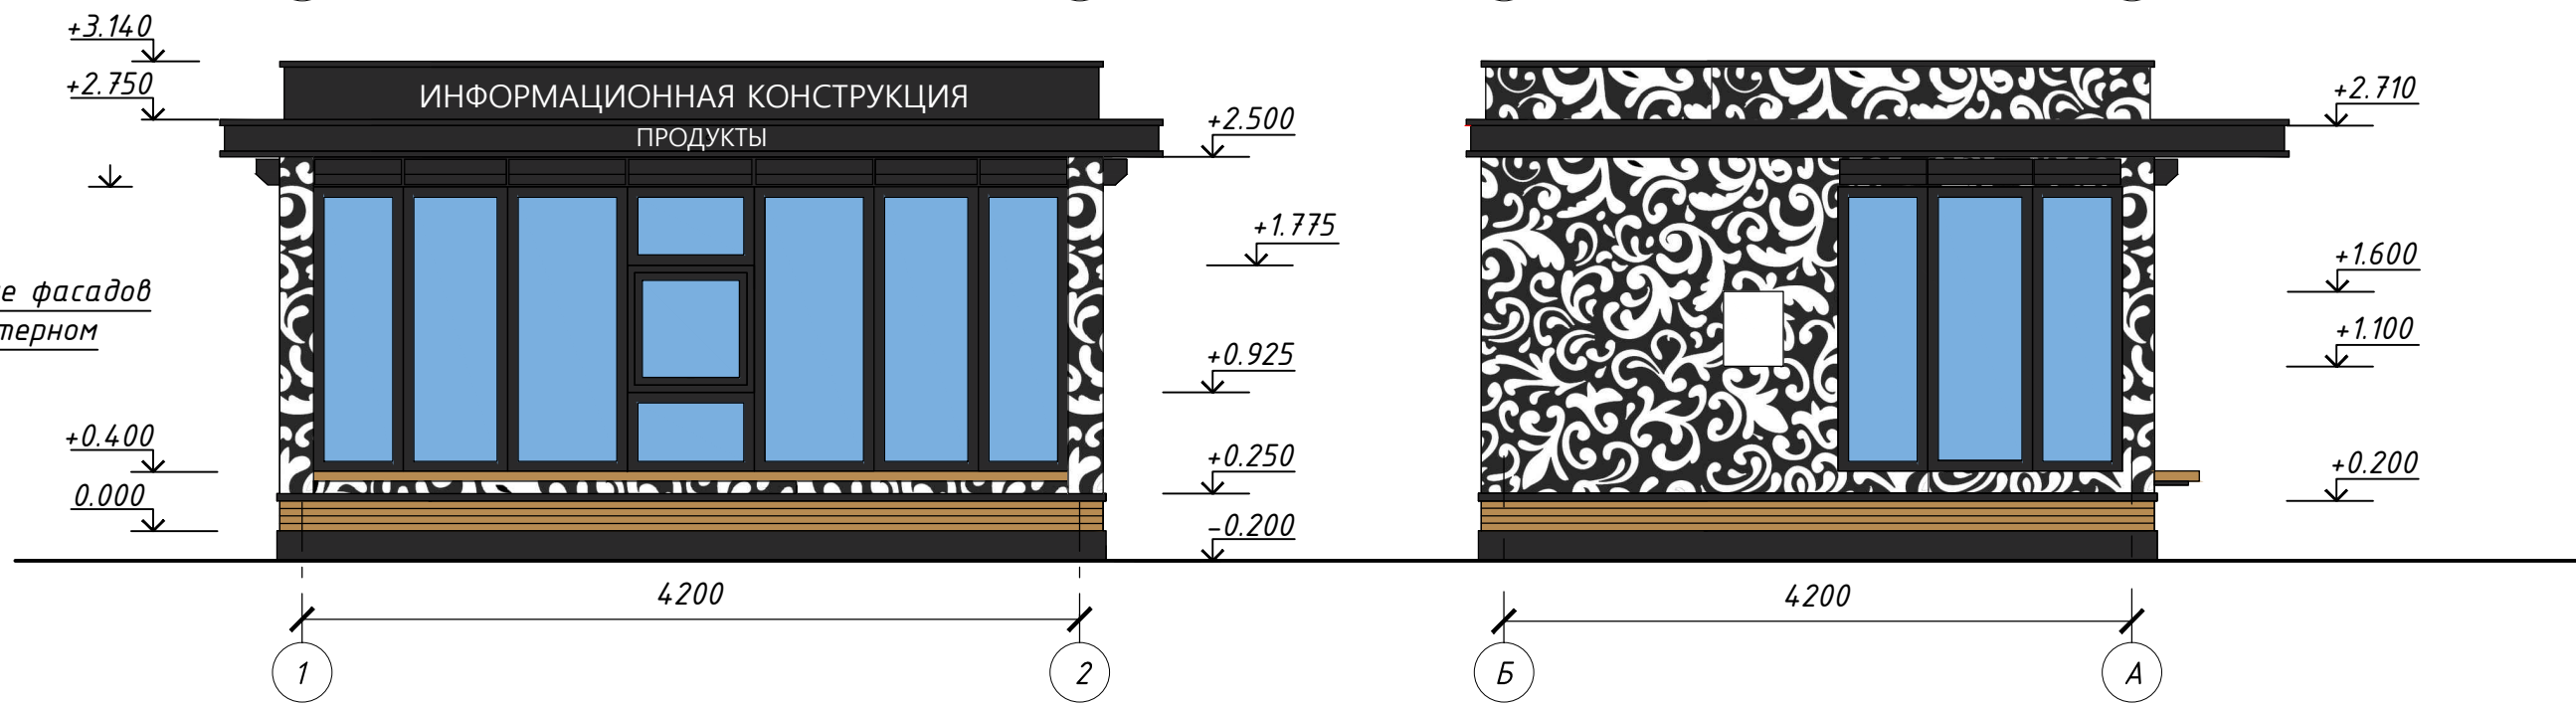 +3.140
+2.750
ИНФОРМАЦИОННАЯ КОНСТРУКЦИЯ
ПРОДУКТЫ
+2.500
+2.710
+1.775
+1.600
е фасадов
терном
+0.925
+1.100
+0.400
+0.250
+0.200
0.000
-0.200
4200
4200
1
2
Б
А